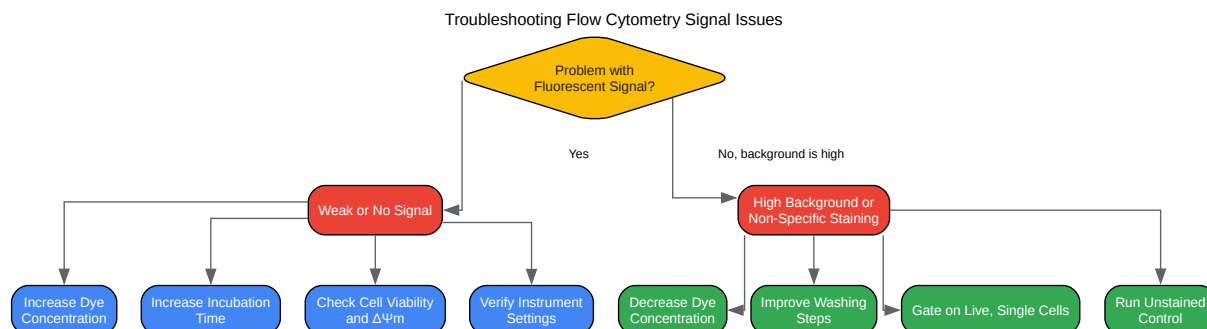 Troubleshooting Flow Cytometry Signal Issues
Problem with
Fluorescent Signal?
Yes
No, background is high
Weak or No Signal
High Background or
Non-Specific Staining
Increase Dye
Concentration
Increase Incubation
Time
Check Cell Viability
and ΔΨm
Verify Instrument
Settings
Decrease Dye
Concentration
Improve Washing
Steps
Gate on Live, Single Cells
Run Unstained
Control